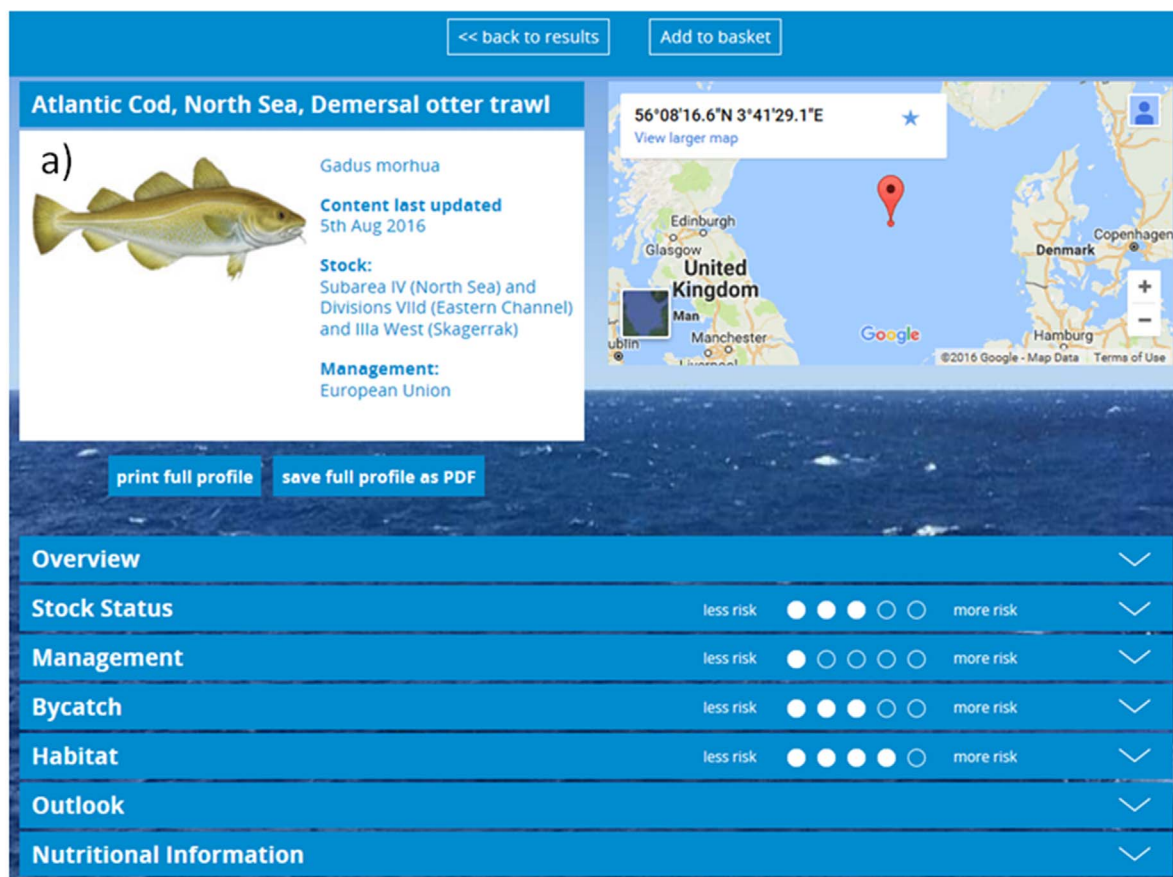 << back to results
Add to basket
Atlantic Cod, North Sea, Demersal otter trawl
a)
Gadus morhua
Content last updated
5th Aug 2016
Stock:
Subarea IV (North Sea) and
Divisions VIId (Eastern Channel)
and IIIa West (Skagerrak)
Management:
European Union
56°08'16.6"N 3°41'29.1"E
View larger map
Edinburgh
Glasgow
United
Kingdom
Man
Manchester
Denmark
Copenhagen
Hamburg
Google
+
−
©2016 Google - Map Data
Terms of Use
print full profile
save full profile as PDF
Overview
Stock Status less risk more risk
Management less risk more risk
Bycatch less risk more risk
Habitat less risk more risk
Outlook
Nutritional Information